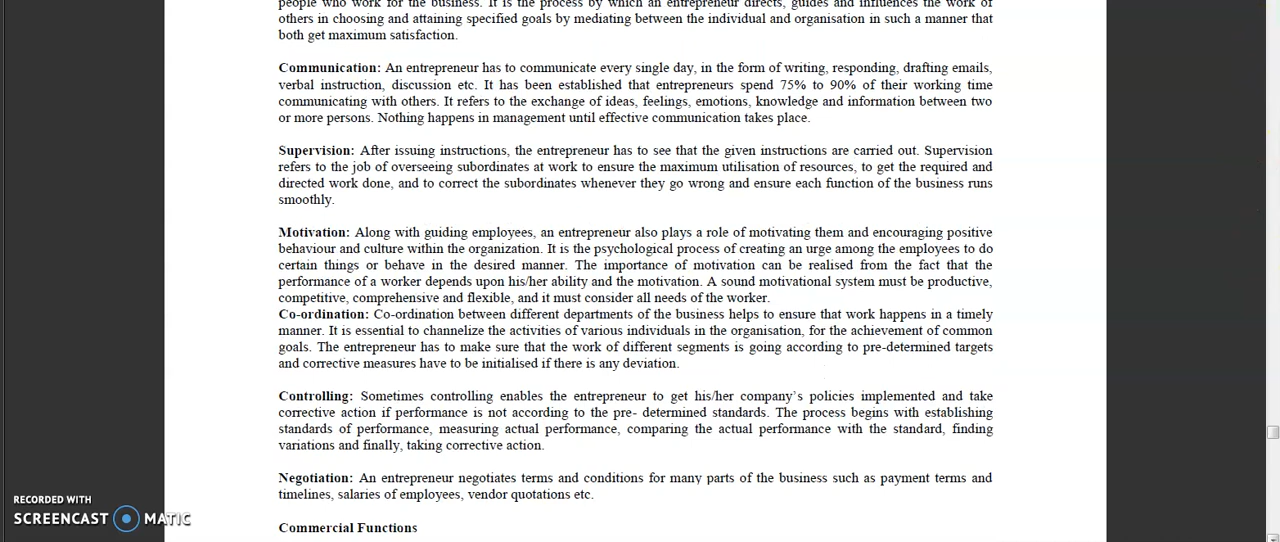 people who work for the business. It is the process by which an entrepreneur directs, guides and influences the work of
others in choosing and attaining specified goals by mediating between the individual and organisation in such a manner that
both get maximum satisfaction.
Communication: An entrepreneur has to communicate every single day, in the form of writing, responding, drafting emails,
verbal instruction, discussion etc. It has been established that entrepreneurs spend 75% to 90% of their working time
communicating with others. It refers to the exchange of ideas, feelings, emotions, knowledge and information between two
or more persons. Nothing happens in management until effective communication takes place.
Supervision: After issuing instructions, the entrepreneur has to see that the given instructions are carried out. Supervision
refers to the job of overseeing subordinates at work to ensure the maximum utilisation of resources, to get the required and
directed work done, and to correct the subordinates whenever they go wrong and ensure each function of the business runs
smoothly.
Motivation: Along with guiding employees, an entrepreneur also plays a role of motivating them and encouraging positive
behaviour and culture within the organization. It is the psychological process of creating an urge among the employees to do
certain things or behave in the desired manner. The importance of motivation can be realised from the fact that the
performance of a worker depends upon his/her ability and the motivation. A sound motivational system must be productive,
competitive, comprehensive and flexible, and it must consider all needs of the worker.
Co-ordination: Co-ordination between different departments of the business helps to ensure that work happens in a timely
manner. It is essential to channelize the activities of various individuals in the organisation, for the achievement of common
goals. The entrepreneur has to make sure that the work of different segments is going according to pre-determined targets
and corrective measures have to be initialised if there is any deviation.
Controlling: Sometimes controlling enables the entrepreneur to get his/her company's policies implemented and take
corrective action if performance is not according to the pre- determined standards. The process begins with establishing
standards of performance, measuring actual performance, comparing the actual performance with the standard, finding
variations and finally, taking corrective action.
Negotiation: An entrepreneur negotiates terms and conditions for many parts of the business such as payment terms and
timelines, salaries of employees, vendor quotations etc.
Commercial Functions
RECORDED WITH
SCREENCAST MATIC